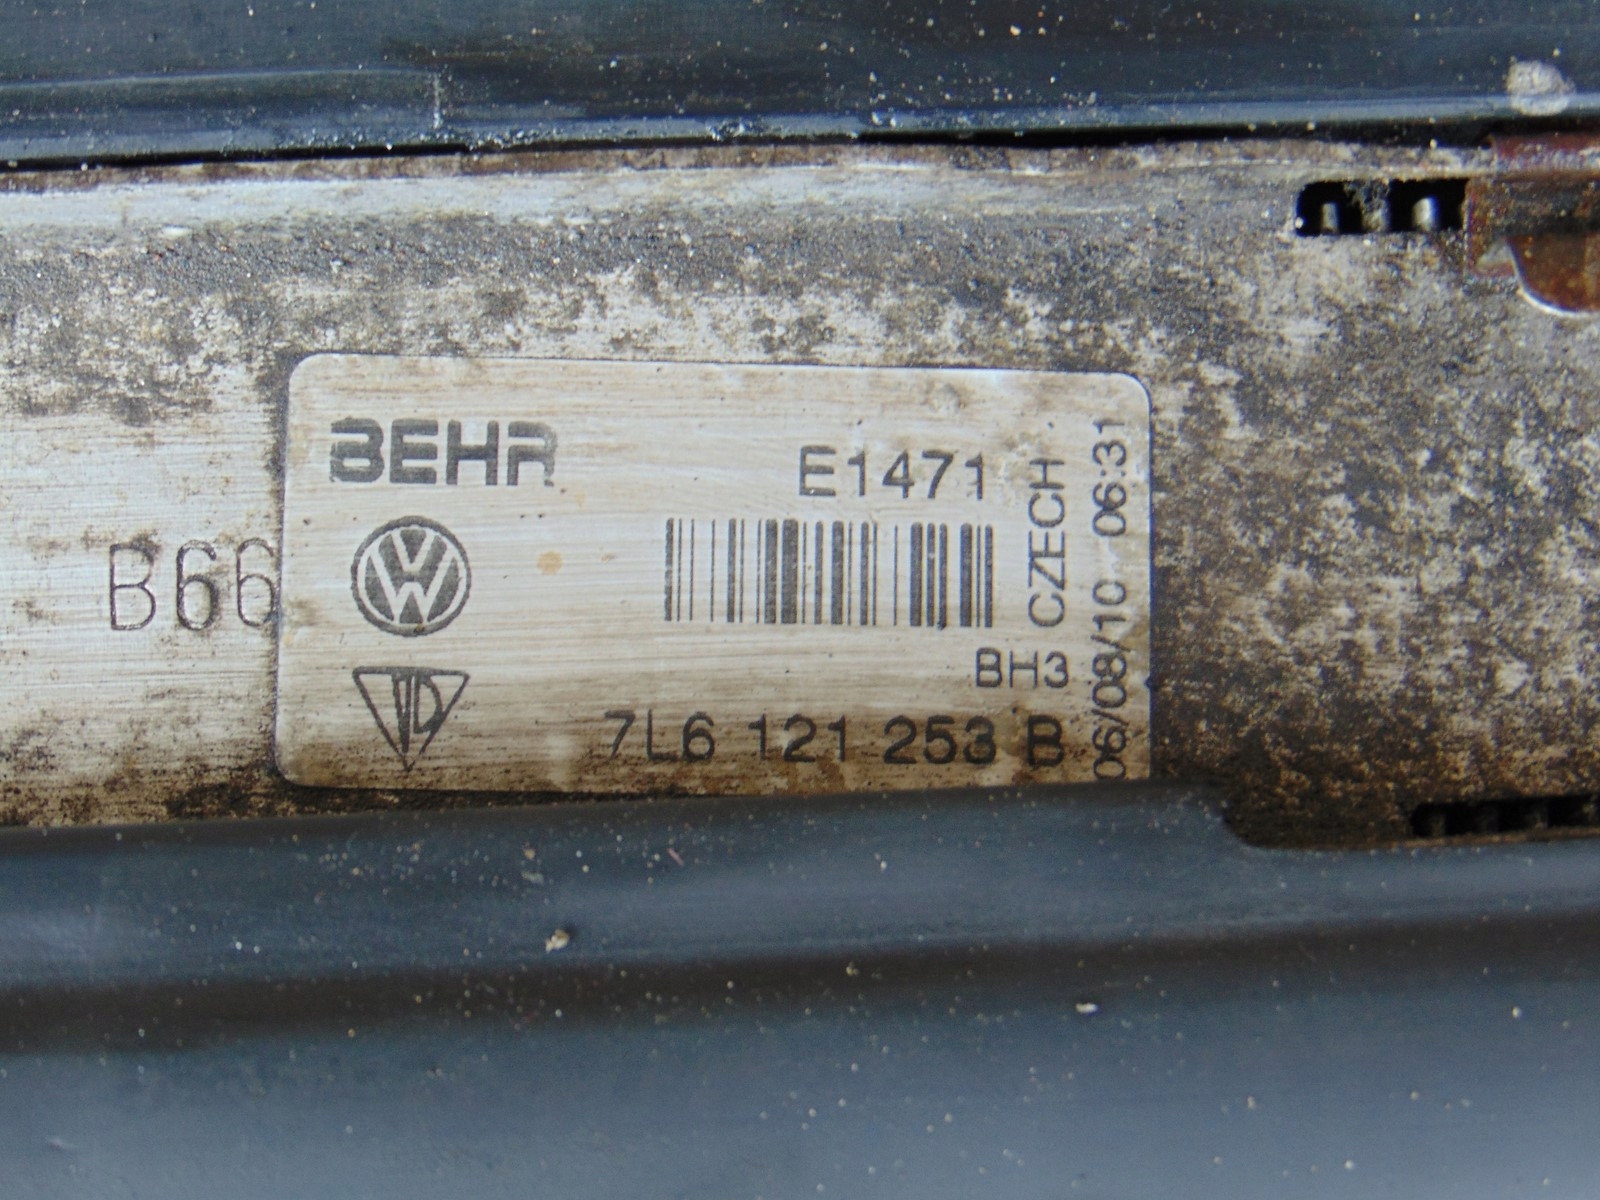 BEHR
E1471
B66
CZECH
06/08/10 06:31
BH3
7L6 121 253 B